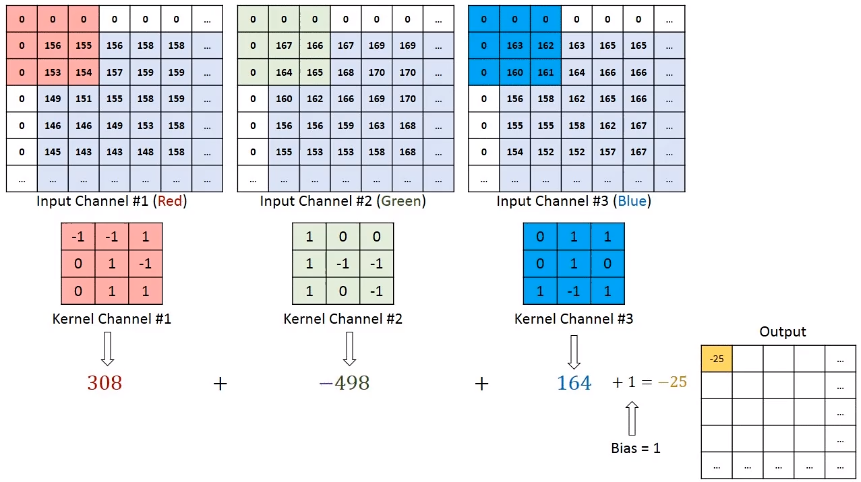 0 0 0 0 0 0 ...
0 156 155 156 158 158 ...
0 153 154 157 159 159 ...
0 149 151 155 158 159 ...
0 146 146 149 153 158 ...
0 145 143 143 148 158 ...
... ... ... ... ... ... ...
Input Channel #1 (Red)
0 0 0 0 0 0 ...
0 167 166 167 169 169 ...
0 164 165 168 170 170 ...
0 160 162 166 169 170 ...
0 156 156 159 163 168 ...
0 155 153 153 158 168 ...
... ... ... ... ... ... ...
Input Channel #2 (Green)
0 0 0 0 0 0 ...
0 163 162 163 165 165 ...
0 160 161 164 166 166 ...
0 156 158 162 165 166 ...
0 155 155 158 162 167 ...
0 154 152 152 157 167 ...
... ... ... ... ... ... ...
Input Channel #3 (Blue)
-1 -1 1
0 1 -1
0 1 1
Kernel Channel #1
1 0 0
1 -1 -1
1 0 -1
Kernel Channel #2
0 1 1
0 1 0
1 -1 1
Kernel Channel #3
308 + −498 + 164 + 1 = −25
Bias = 1
Output
-25 ...
...
...
...
... ... ... ... ...